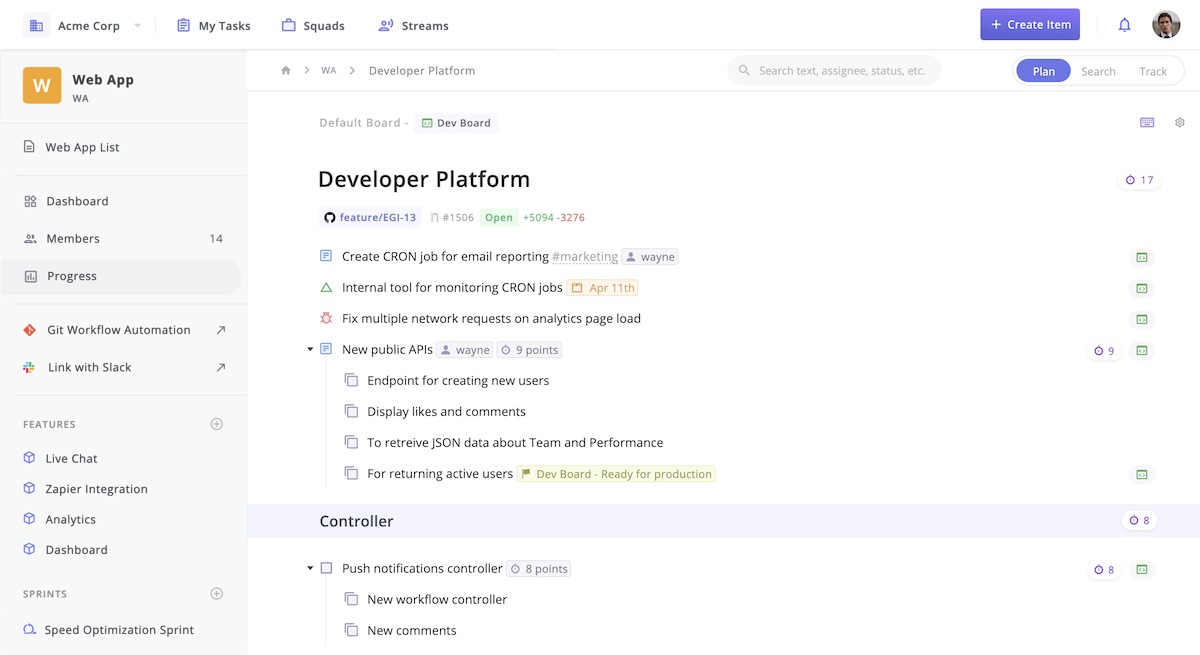 Acme Corp
My Tasks
Squads
Streams
+ Create Item
W
Web App
WA
WA
Developer Platform
Search text, assignee, status, etc.
Plan
Search
Track
Web App List
Dashboard
Members 14
Progress
Git Workflow Automation
Link with Slack
FEATURES
Live Chat
Zapier Integration
Analytics
Dashboard
SPRINTS
Speed Optimization Sprint
Default Board - Dev Board
Developer Platform 17
feature/EGI-13 #1506 Open +5094 -3276
Create CRON job for email reporting #marketing wayne
Internal tool for monitoring CRON jobs Apr 11th
Fix multiple network requests on analytics page load
New public APIs wayne 9 points 9
Endpoint for creating new users
Display likes and comments
To retreive JSON data about Team and Performance
For returning active users Dev Board - Ready for production
Controller 8
Push notifications controller 8 points 8
New workflow controller
New comments